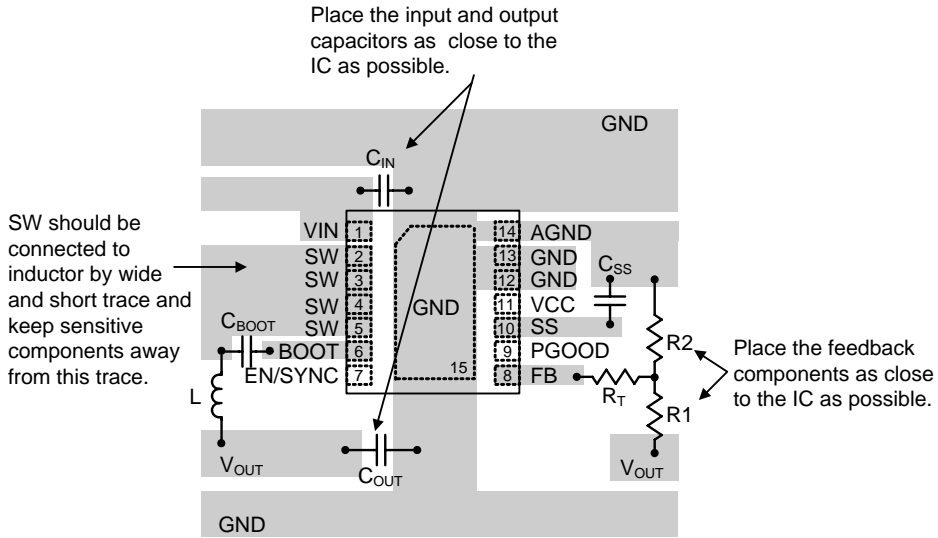 Place the input and output
capacitors as close to the
IC as possible.
GND
CIN
SW should be
connected to
inductor by wide
and short trace and
keep sensitive
components away
from this trace.
VIN 1
SW 2
SW 3
SW 4
SW 5
BOOT 6
EN/SYNC 7
GND
15
14 AGND
13 GND
12 GND
11 VCC
10 SS
9 PGOOD
8 FB
CSS
CBOOT
L
R2
RT
R1
Place the feedback
components as close
to the IC as possible.
VOUT
COUT
VOUT
GND